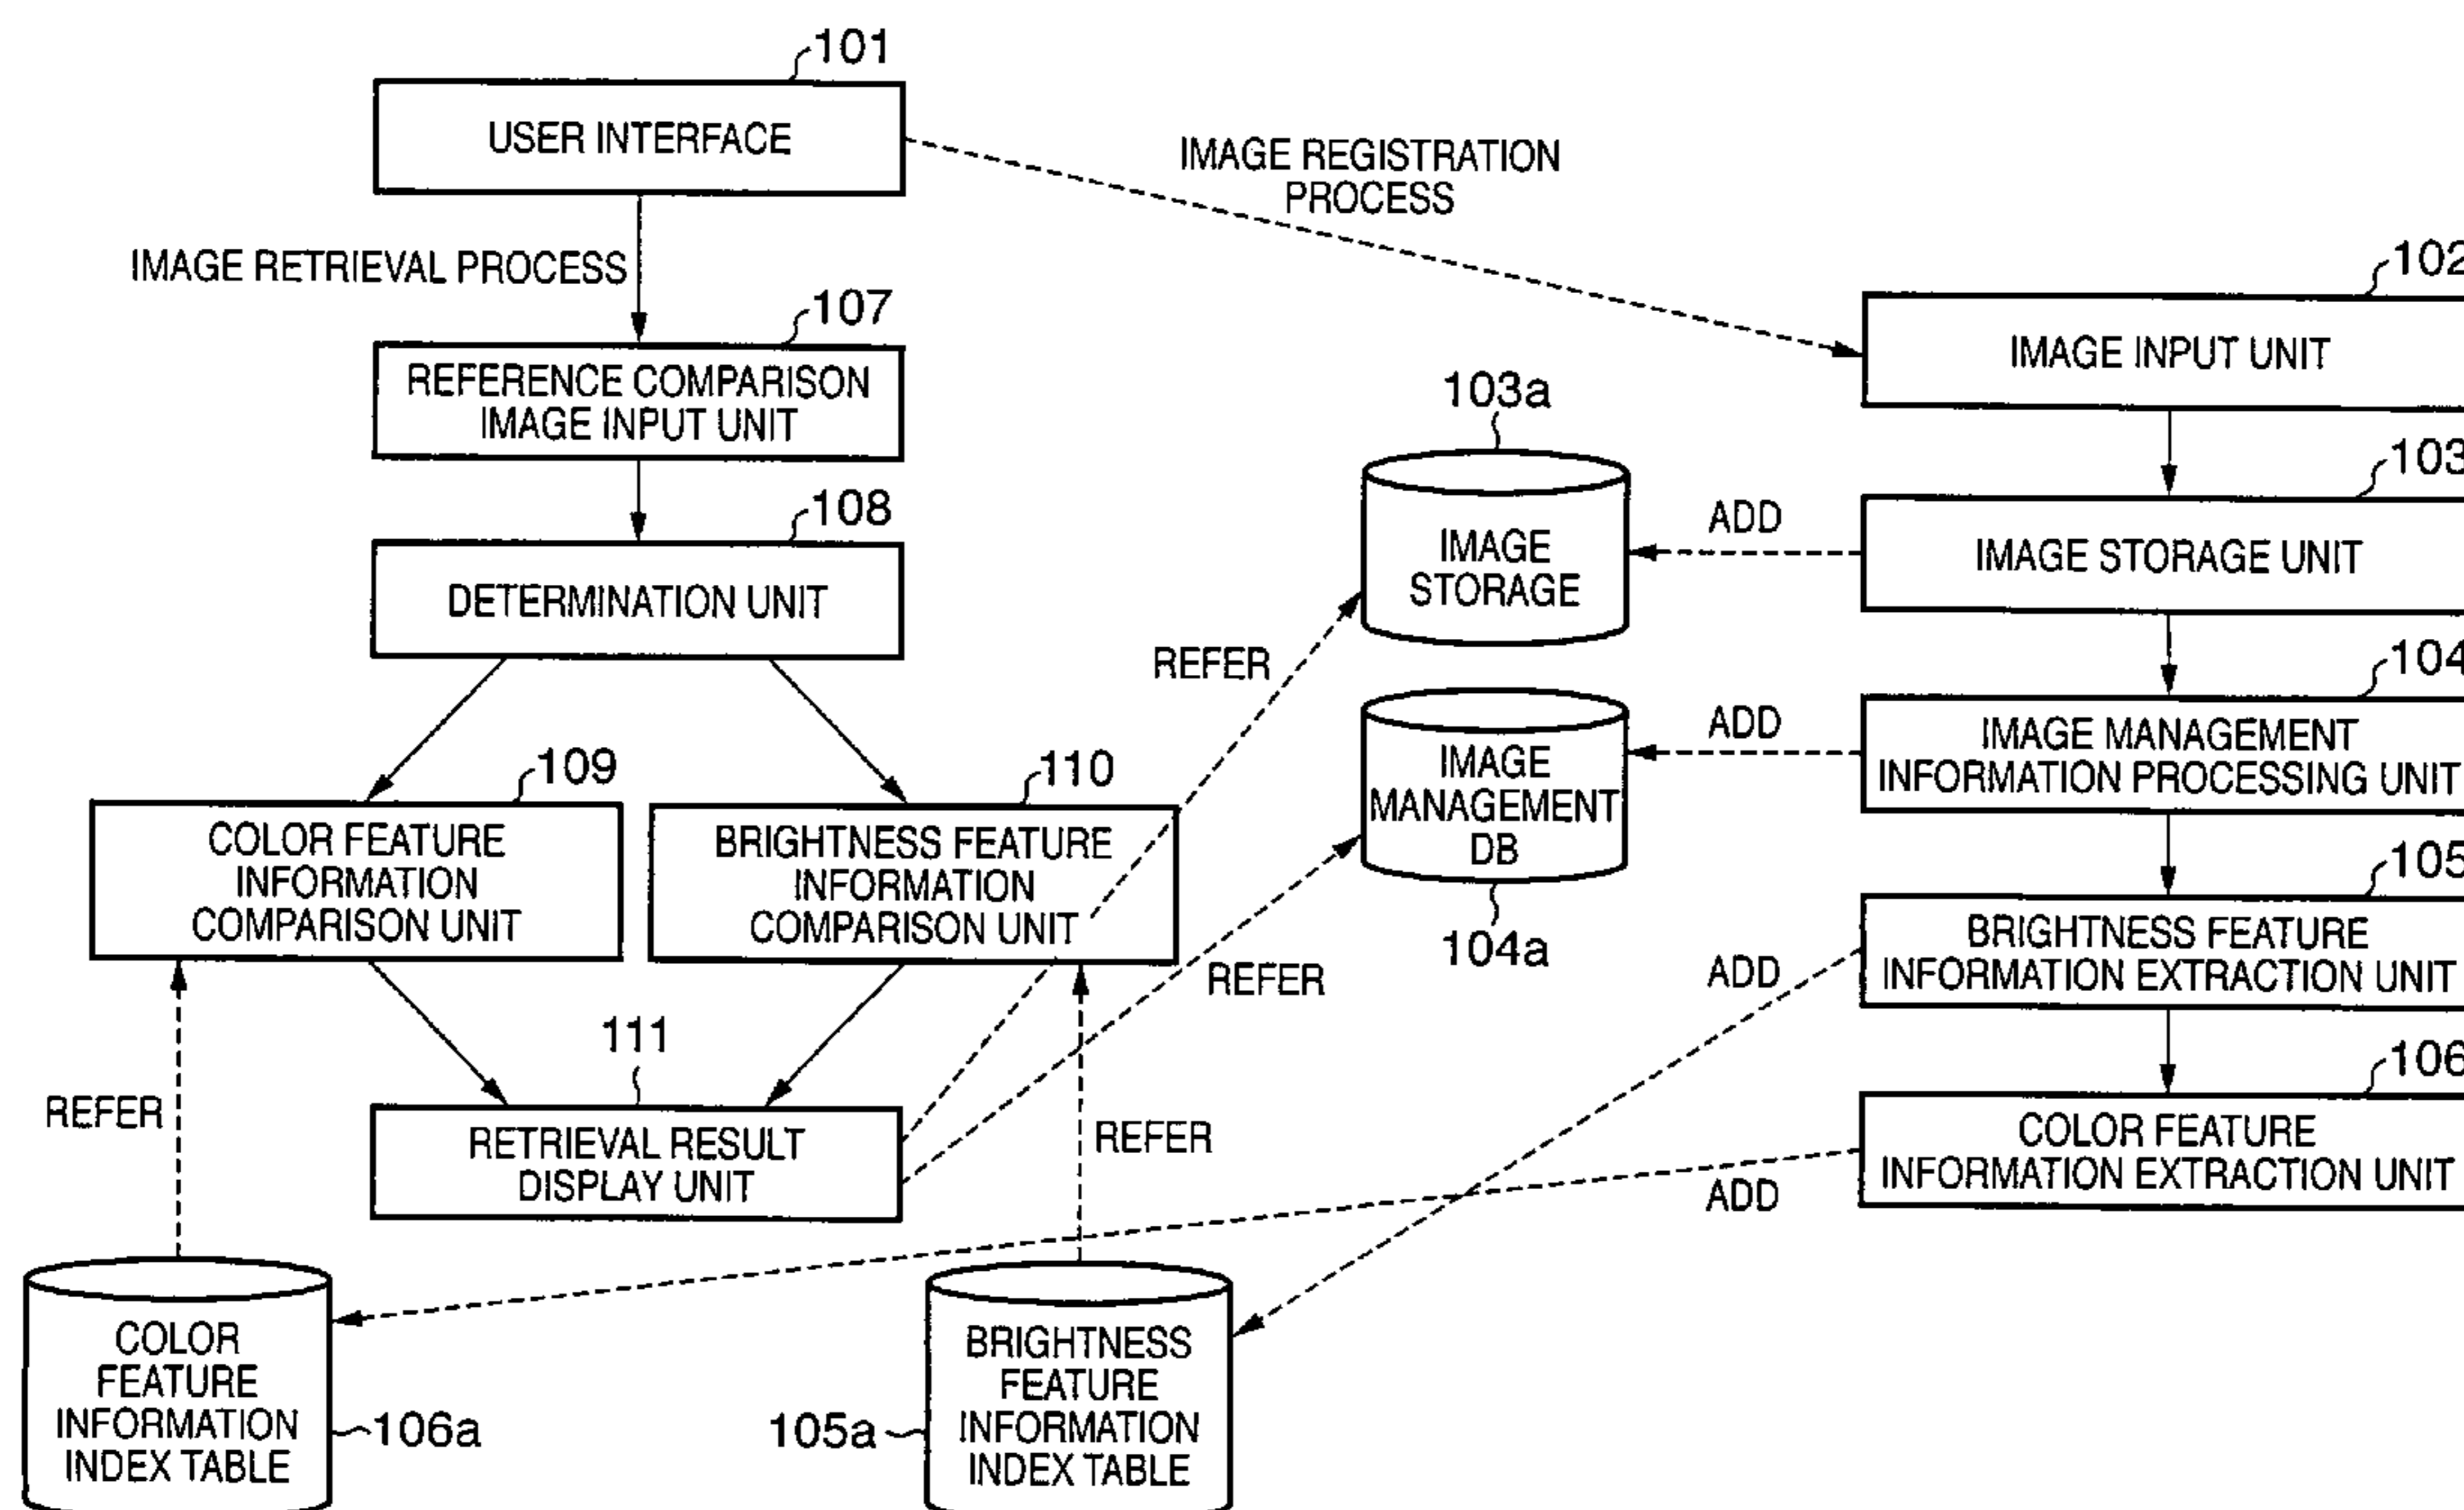 101
USER INTERFACE
IMAGE REGISTRATION
PROCESS
IMAGE RETRIEVAL PROCESS
102
IMAGE INPUT UNIT
107
REFERENCE COMPARISON
IMAGE INPUT UNIT
103a
IMAGE
STORAGE
ADD
103
IMAGE STORAGE UNIT
108
DETERMINATION UNIT
REFER
104
IMAGE MANAGEMENT
INFORMATION PROCESSING UNIT
ADD
IMAGE
MANAGEMENT
DB
104a
109
COLOR FEATURE
INFORMATION
COMPARISON UNIT
110
BRIGHTNESS FEATURE
INFORMATION
COMPARISON UNIT
105
BRIGHTNESS FEATURE
INFORMATION EXTRACTION UNIT
ADD
REFER
111
RETRIEVAL RESULT
DISPLAY UNIT
REFER
REFER
106
COLOR FEATURE
INFORMATION EXTRACTION UNIT
ADD
COLOR
FEATURE
INFORMATION
INDEX TABLE
106a
105a
BRIGHTNESS
FEATURE
INFORMATION
INDEX TABLE